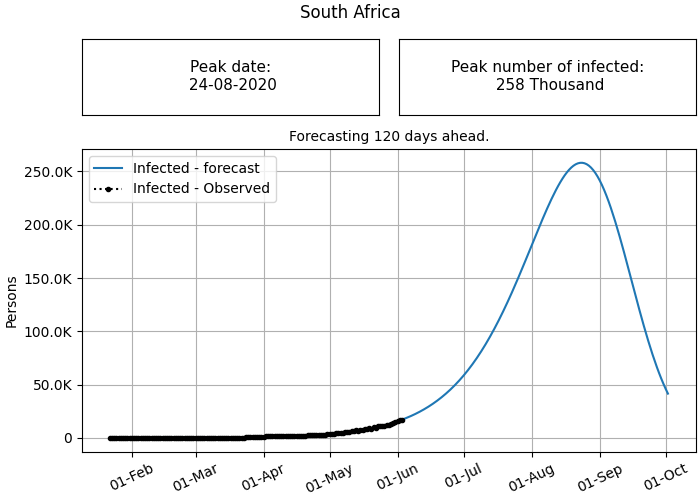 South Africa
Peak date:
24-08-2020
Peak number of infected:
258 Thousand
Forecasting 120 days ahead.
Infected - forecast
Infected - Observed
Persons
250.0K
200.0K
150.0K
100.0K
50.0K
0
01-Feb
01-Mar
01-Apr
01-May
01-Jun
01-Jul
01-Aug
01-Sep
01-Oct